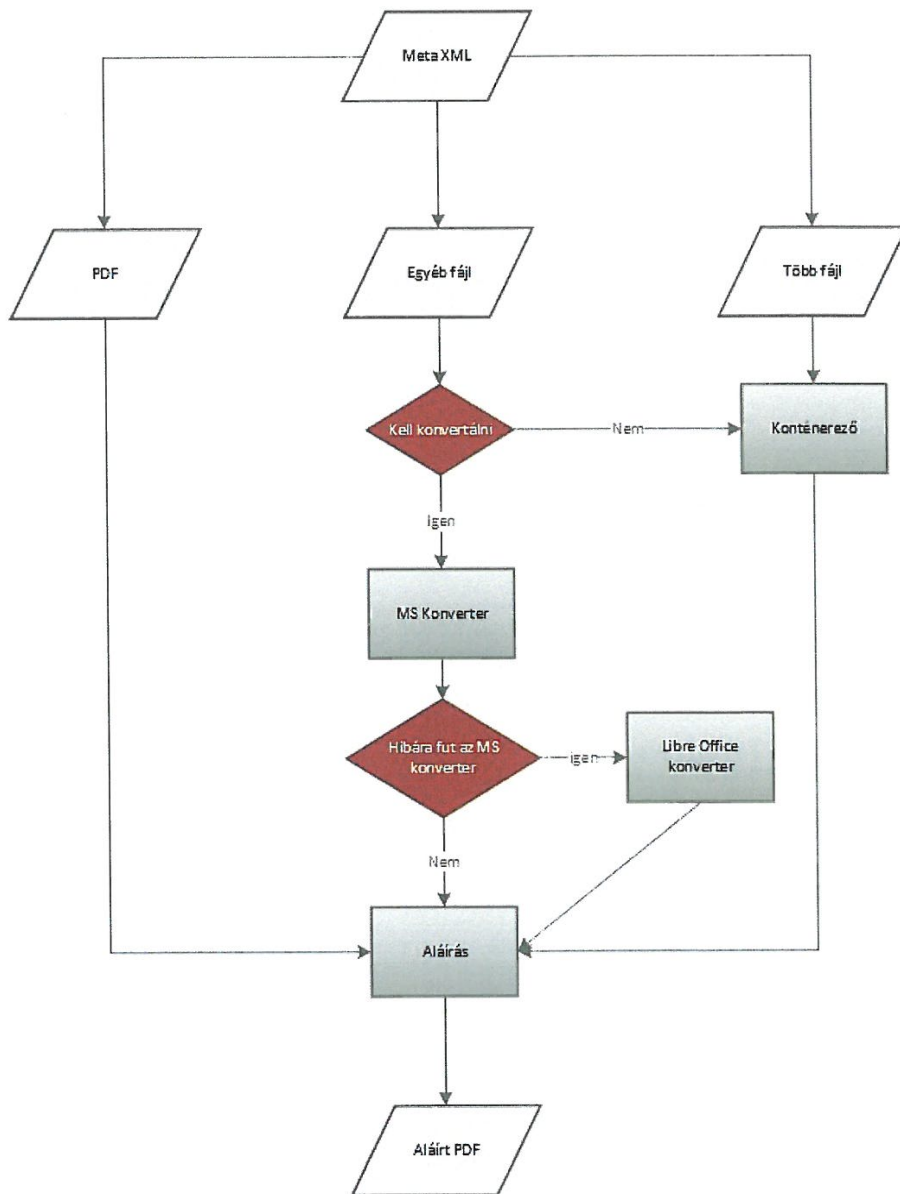 Meta XML
PDF
Egyéb fájl
Több fájl
Kell konvertálni
Nem
Konténerező
Igen
MS Konverter
Hibára fut az MS
konverter
igen
Libre Office
konverter
Nem
Aláírás
Aláírt PDF